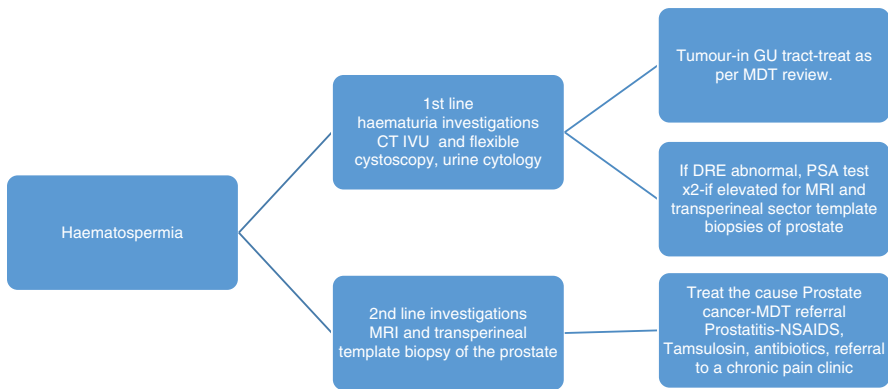 Haematospermia
1st line
haematuria investigations
CT IVU and flexible
cystoscopy, urine cytology
Tumour-in GU tract-treat as
per MDT review.
If DRE abnormal, PSA test
x2-if elevated for MRI and
transperineal sector template
biopsies of prostate
2nd line investigations
MRI and transperineal
template biopsy of the prostate
Treat the cause Prostate
cancer-MDT referral
Prostatitis-NSAIDS,
Tamsulosin, antibiotics, referral
to a chronic pain clinic